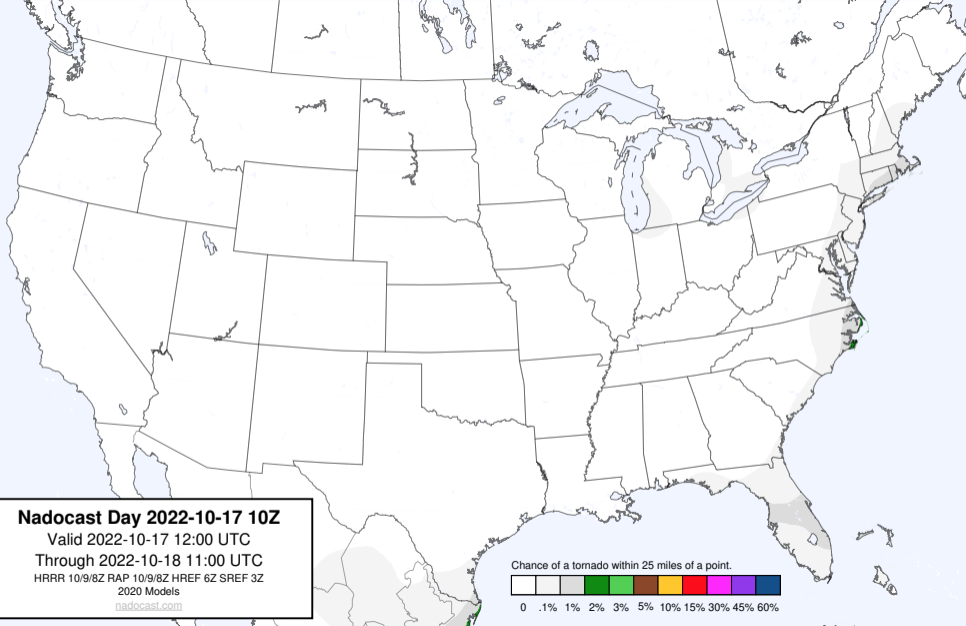 Nadocast Day 2022-10-17 10Z
Valid 2022-10-17 12:00 UTC
Through 2022-10-18 11:00 UTC
HRRR 10/9/8Z RAP 10/9/8Z HREF 6Z SREF 3Z
2020 Models
nadocast.com
Chance of a tornado within 25 miles of a point.
0 .1% 1% 2% 3% 5% 10% 15% 30% 45% 60%